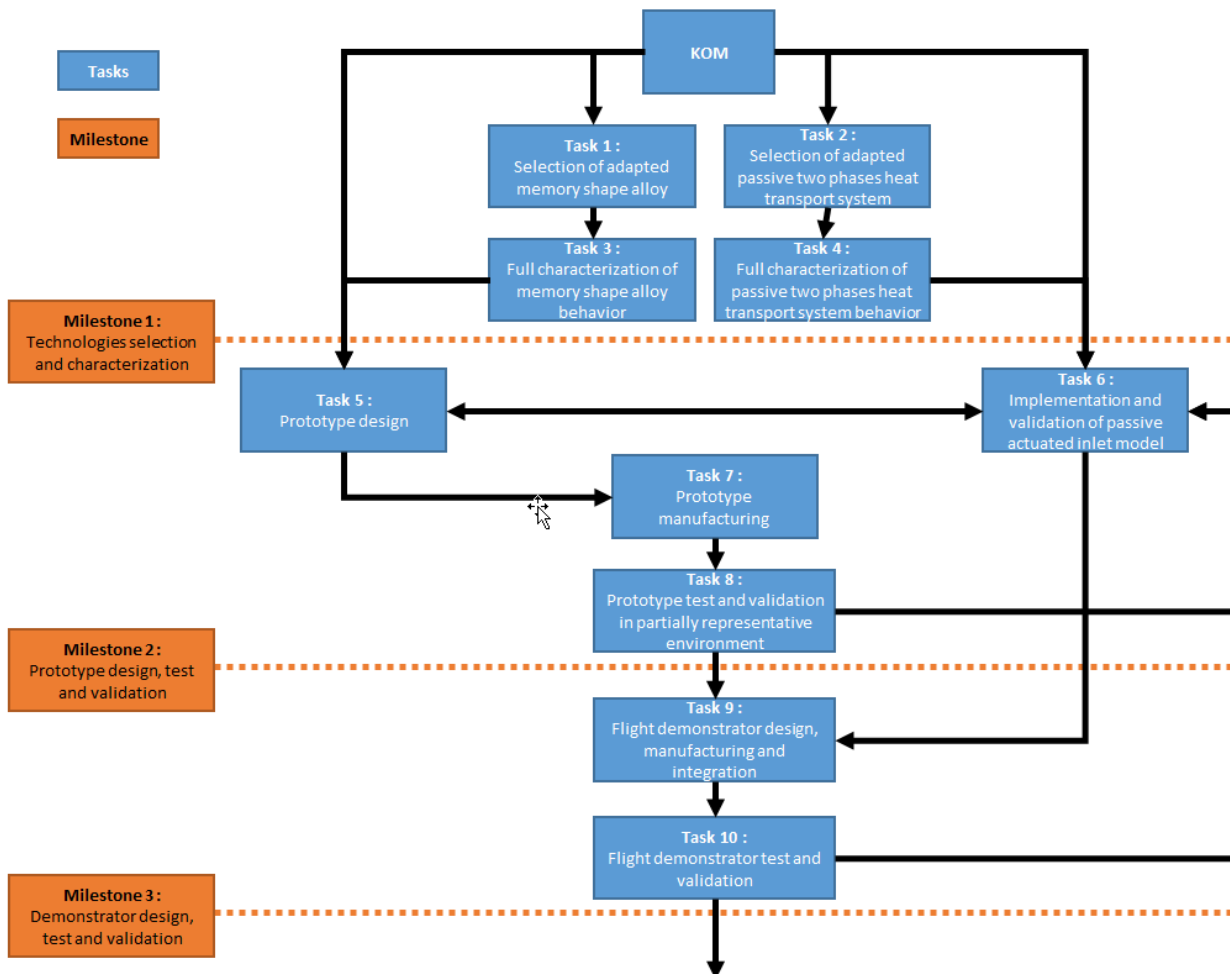 KOM
Tasks
Milestone
Task 1 :
Selection of adapted
memory shape alloy
Task 2 :
Selection of adapted
passive two phases heat
transport system
Task 3 :
Full characterization of
memory shape alloy
behavior
Task 4 :
Full characterization of
passive two phases heat
transport system behavior
Milestone 1 :
Technologies selection
and characterization
Task 5 :
Prototype design
Task 6 :
Implementation and
validation of passive
actuated inlet model
Task 7 :
Prototype
manufacturing
Task 8 :
Prototype test and validation
in partially representative
environment
Milestone 2 :
Prototype design, test
and validation
Task 9 :
Flight demonstrator design,
manufacturing and
integration
Task 10 :
Flight demonstrator test and
validation
Milestone 3 :
Demonstrator design,
test and validation